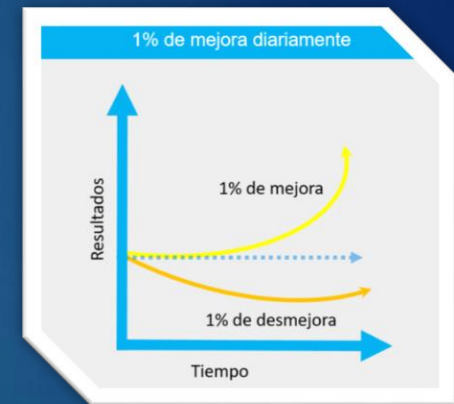 1% de mejora diariamente
Resultados
1% de mejora
1% de desmejora
Tiempo